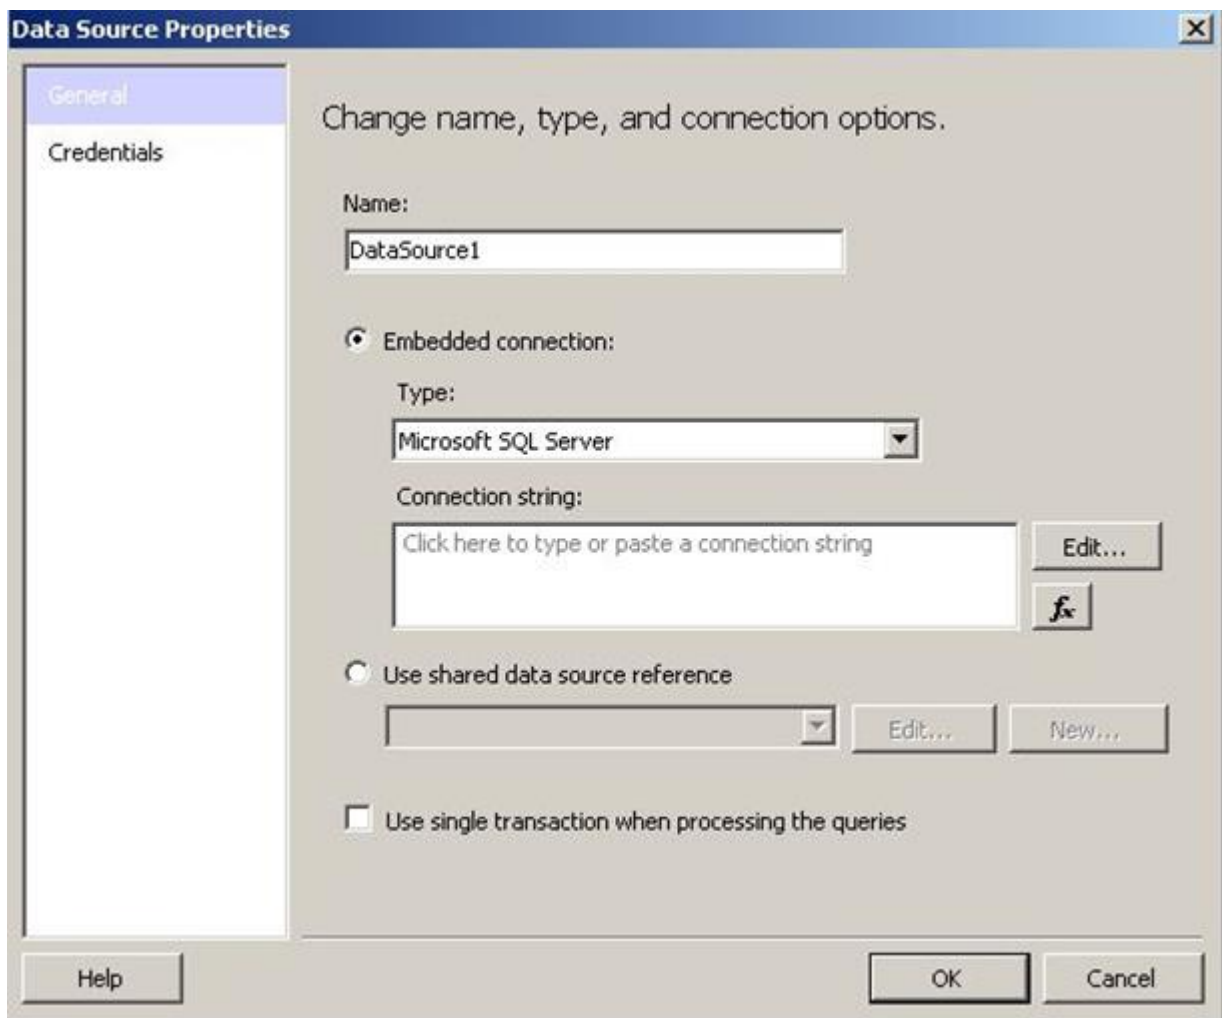 Data Source Properties
General
Credentials
Change name, type, and connection options.
Name:
DataSource1
Embedded connection:
Type:
Microsoft SQL Server
Connection string:
Click here to type or paste a connection string
Edit...
fx
Use shared data source reference
Edit...
New...
Use single transaction when processing the queries
Help
OK
Cancel